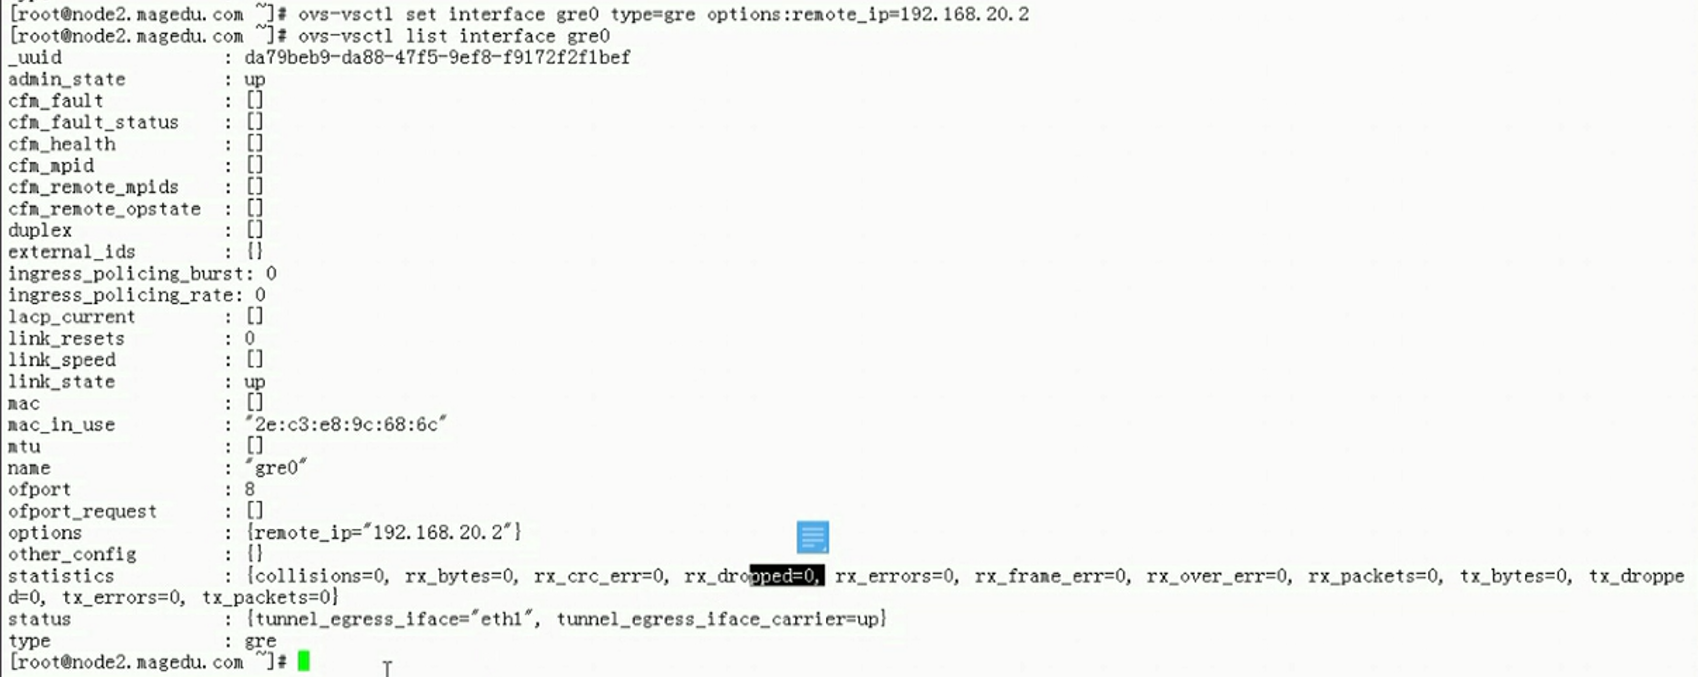 [root@node2.magedu.com ~]# ovs-vsctl set interface gre0 type=gre options:remote_ip=192.168.20.2
[root@node2.magedu.com ~]# ovs-vsctl list interface gre0
_uuid               : da79beb9-da88-47f5-9ef8-f9172f2f1bef
admin_state         : up
cfm_fault           : []
cfm_fault_status    : []
cfm_health          : []
cfm_mpid            : []
cfm_remote_mpids    : []
cfm_remote_opstate  : []
duplex              : []
external_ids        : {}
ingress_policing_burst: 0
ingress_policing_rate: 0
lacp_current        : []
link_resets         : 0
link_speed          : []
link_state          : up
mac                 : []
mac_in_use          : "2e:c3:e8:9c:68:6c"
mtu                 : []
name                : "gre0"
ofport              : 8
ofport_request      : []
options             : {remote_ip="192.168.20.2"}
other_config        : {}
statistics          : {collisions=0, rx_bytes=0, rx_crc_err=0, rx_dropped=0, rx_errors=0, rx_frame_err=0, rx_over_err=0, rx_packets=0, tx_bytes=0, tx_droppe
d=0, tx_errors=0, tx_packets=0}
status              : {tunnel_egress_iface="eth1", tunnel_egress_iface_carrier=up}
type                : gre
[root@node2.magedu.com ~]#